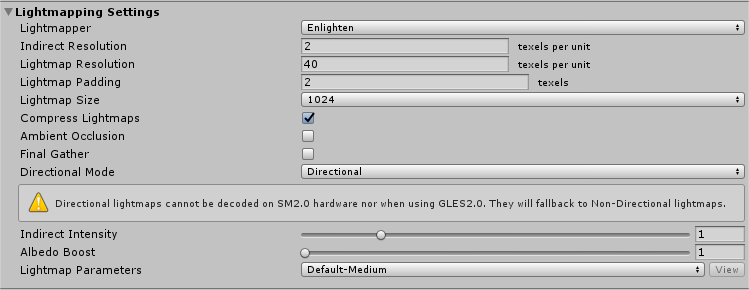 Lightmapping Settings
Lightmapper Enlighten
Indirect Resolution 2 texels per unit
Lightmap Resolution 40 texels per unit
Lightmap Padding 2 texels
Lightmap Size 1024
Compress Lightmaps
Ambient Occlusion
Final Gather
Directional Mode Directional
Directional lightmaps cannot be decoded on SM2.0 hardware nor when using GLES2.0. They will fallback to Non-Directional lightmaps.
Indirect Intensity 1
Albedo Boost 1
Lightmap Parameters Default-Medium View